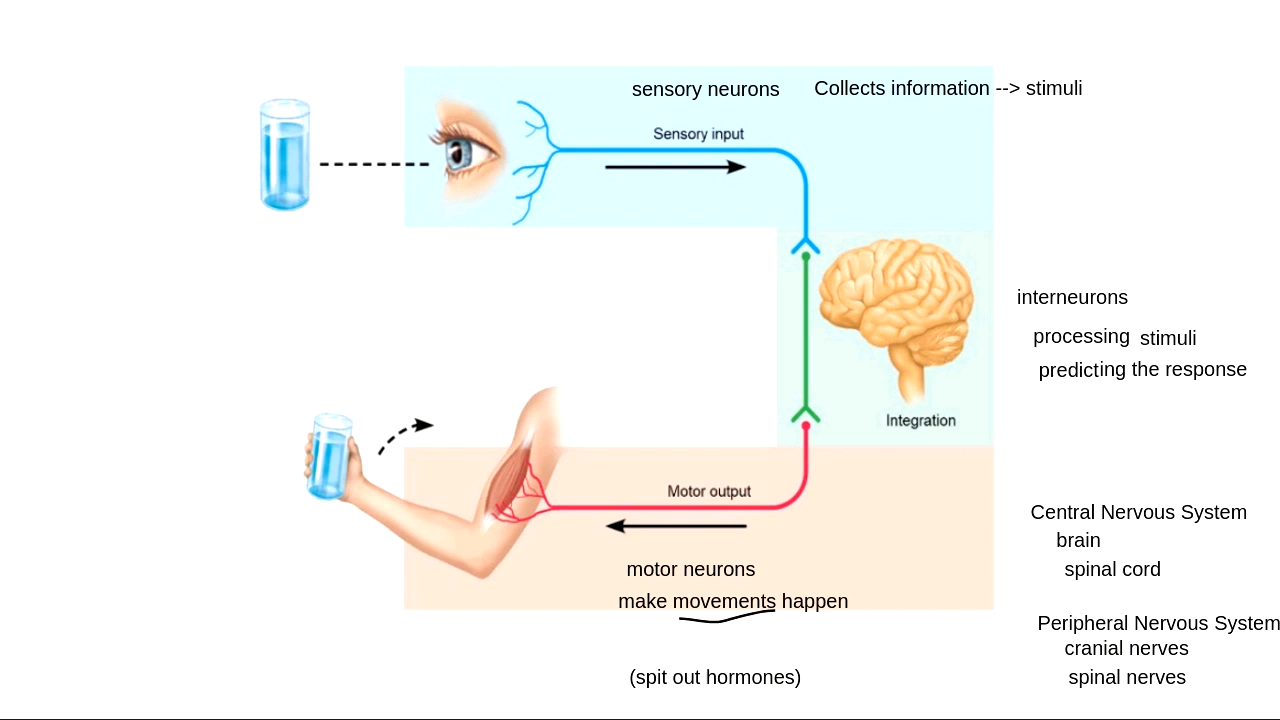 sensory neurons
Collects information --> stimuli
Sensory input
interneurons
processing stimuli
predicting the response
Integration
Motor output
motor neurons
make movements happen
(spit out hormones)
Central Nervous System
brain
spinal cord
Peripheral Nervous System
cranial nerves
spinal nerves